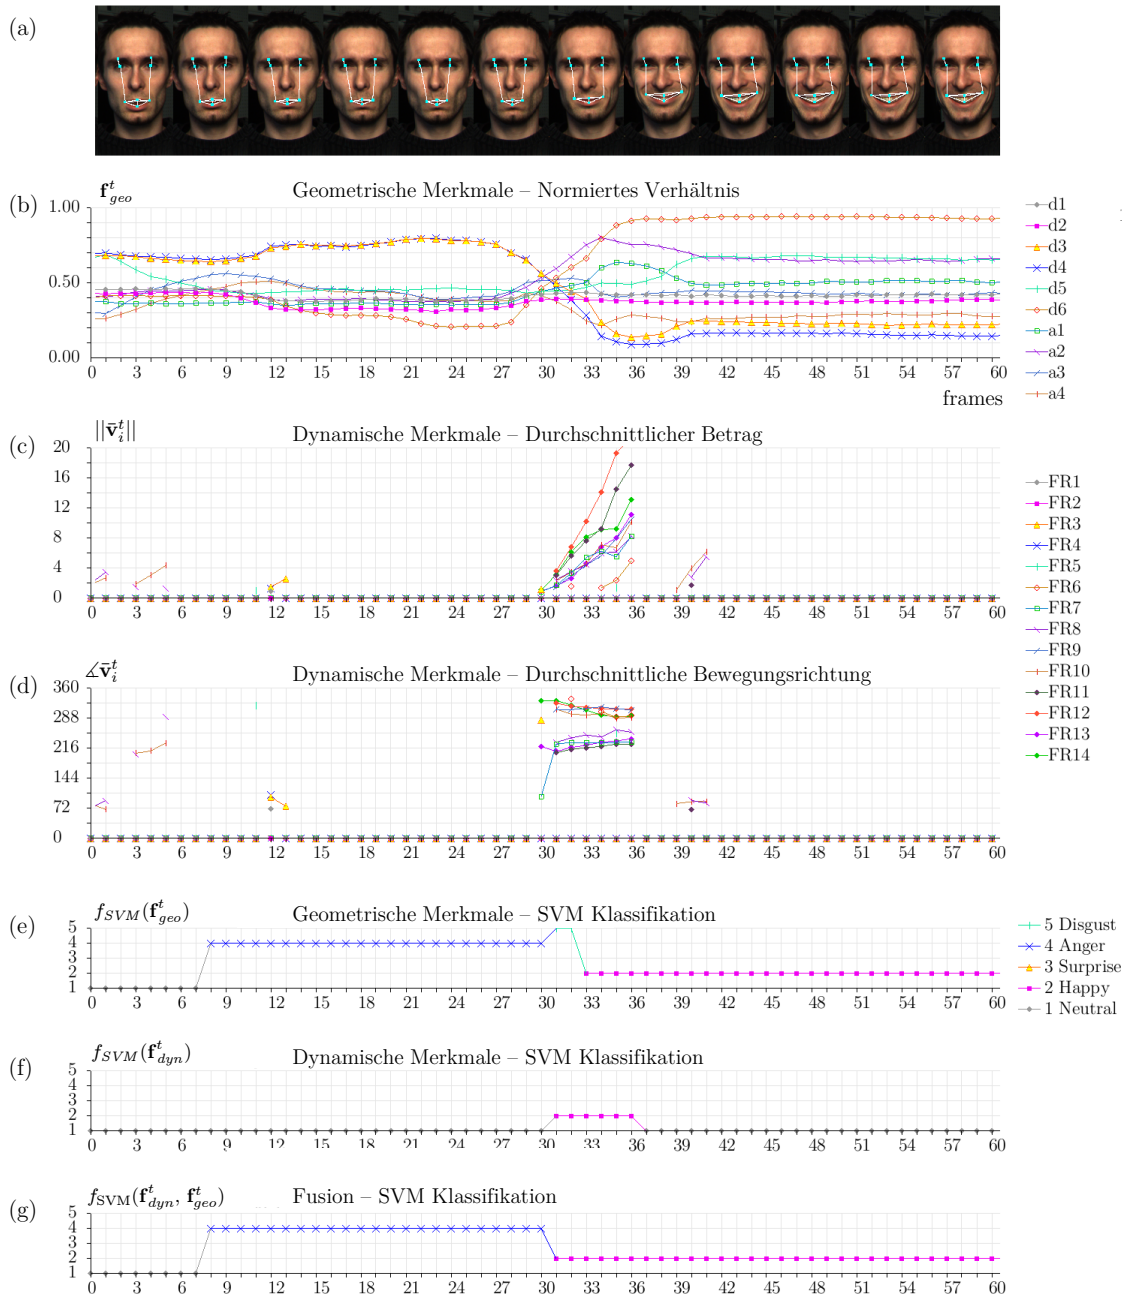 (a)
f^t_geo
Geometrische Merkmale – Normiertes Verhältnis
(b)
1.00
0.50
0.00
0 3 6 9 12 15 18 21 24 27 30 33 36 39 42 45 48 51 54 57 60
frames
d1
d2
d3
d4
d5
d6
a1
a2
a3
a4
(c)
||v̄^t_i||
Dynamische Merkmale – Durchschnittlicher Betrag
20
16
12
8
4
0
0 3 6 9 12 15 18 21 24 27 30 33 36 39 42 45 48 51 54 57 60
FR1
FR2
FR3
FR4
FR5
FR6
FR7
FR8
FR9
FR10
FR11
FR12
FR13
FR14
(d)
∡v̄^t_i
Dynamische Merkmale – Durchschnittliche Bewegungsrichtung
360
288
216
144
72
0
0 3 6 9 12 15 18 21 24 27 30 33 36 39 42 45 48 51 54 57 60
(e)
f_SVM(f^t_geo)
Geometrische Merkmale – SVM Klassifikation
5
4
3
2
1
0 3 6 9 12 15 18 21 24 27 30 33 36 39 42 45 48 51 54 57 60
5 Disgust
4 Anger
3 Surprise
2 Happy
1 Neutral
(f)
f_SVM(f^t_dyn)
Dynamische Merkmale – SVM Klassifikation
5
4
3
2
1
0 3 6 12 15 18 21 24 27 30 33 36 39 42 45 48 51 54 57 60
(g)
f_SVM(f^t_dyn, f^t_geo)
Fusion – SVM Klassifikation
5
4
3
2
1
0 3 6 9 12 15 18 21 24 27 30 33 36 39 42 45 48 51 54 57 60